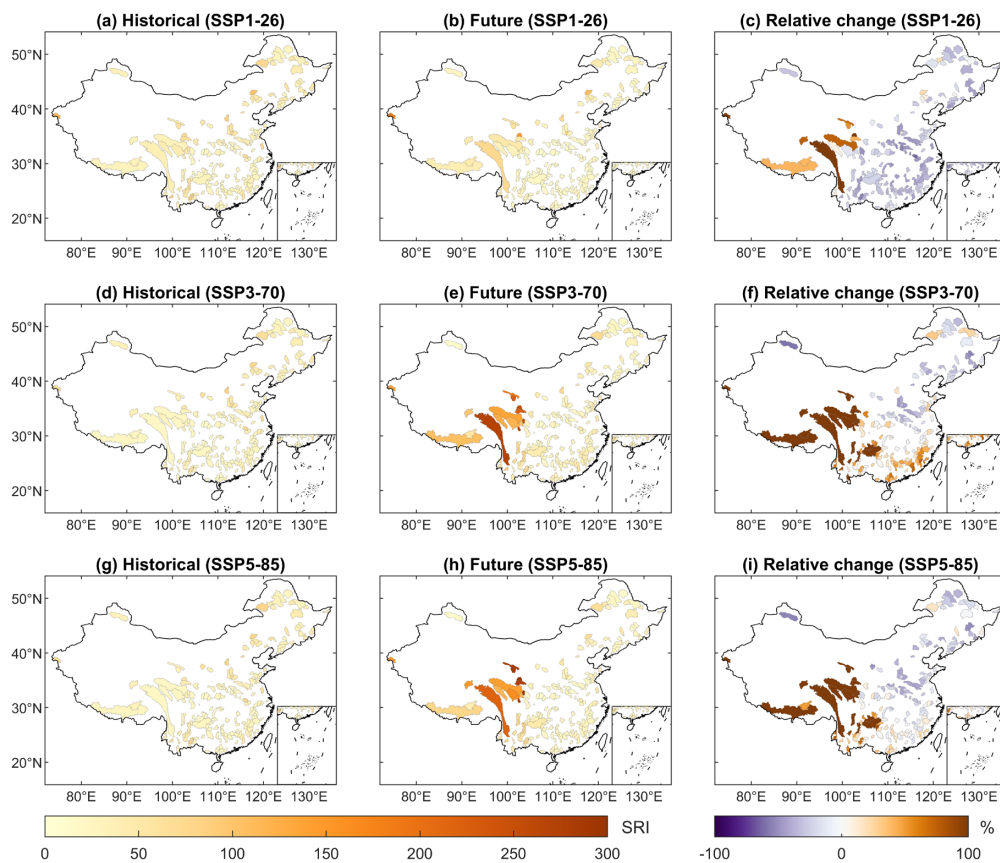 (a) Historical (SSP1-26) (b) Future (SSP1-26) (c) Relative change (SSP1-26)
50°N
40°N
30°N
20°N
80°E 90°E 100°E 110°E 120°E 130°E 80°E 90°E 100°E 110°E 120°E 130°E 80°E 90°E 100°E 110°E 120°E 130°E
(d) Historical (SSP3-70) (e) Future (SSP3-70) (f) Relative change (SSP3-70)
50°N
40°N
30°N
20°N
80°E 90°E 100°E 110°E 120°E 130°E 80°E 90°E 100°E 110°E 120°E 130°E 80°E 90°E 100°E 110°E 120°E 130°E
(g) Historical (SSP5-85) (h) Future (SSP5-85) (i) Relative change (SSP5-85)
50°N
40°N
30°N
20°N
80°E 90°E 100°E 110°E 120°E 130°E 80°E 90°E 100°E 110°E 120°E 130°E 80°E 90°E 100°E 110°E 120°E 130°E
SRI %
0 50 100 150 200 250 300 -100 0 100